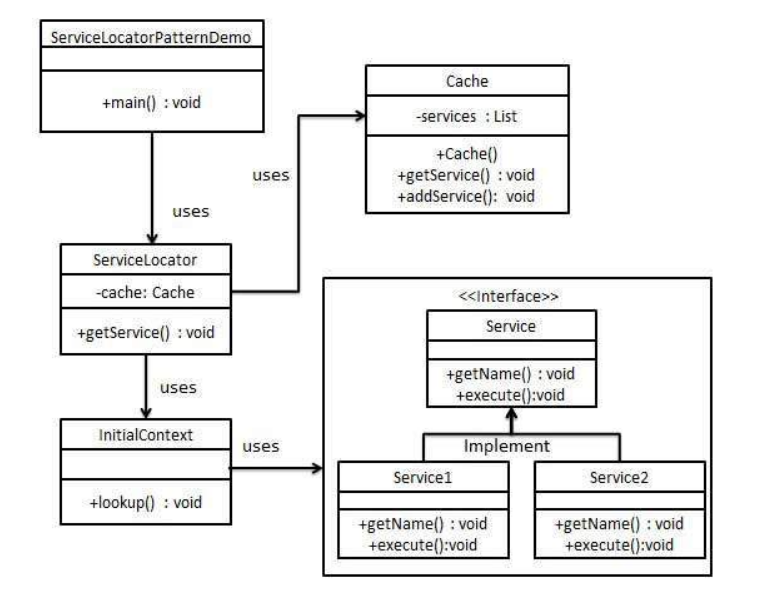 ServiceLocatorPatternDemo
+main() : void
uses
Cache
-services : List
+Cache()
+getService() : void
+addService(): void
uses
ServiceLocator
-cache: Cache
+getService() : void
uses
InitialContext
+lookup() : void
uses
<<Interface>>
Service
+getName() : void
+execute():void
Implement
Service1
+getName() : void
+execute():void
Service2
+getName() : void
+execute():void